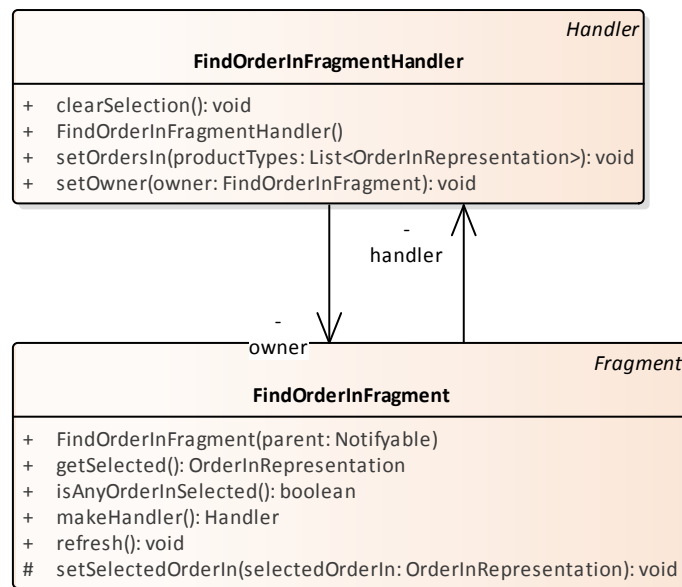 Handler
FindOrderInFragmentHandler
+ clearSelection(): void
+ FindOrderInFragmentHandler()
+ setOrdersIn(productTypes: List<OrderInRepresentation>): void
+ setOwner(owner: FindOrderInFragment): void
-
handler
-
owner
Fragment
FindOrderInFragment
+ FindOrderInFragment(parent: Notifyable)
+ getSelected(): OrderInRepresentation
+ isAnyOrderInSelected(): boolean
+ makeHandler(): Handler
+ refresh(): void
# setSelectedOrderIn(selectedOrderIn: OrderInRepresentation): void